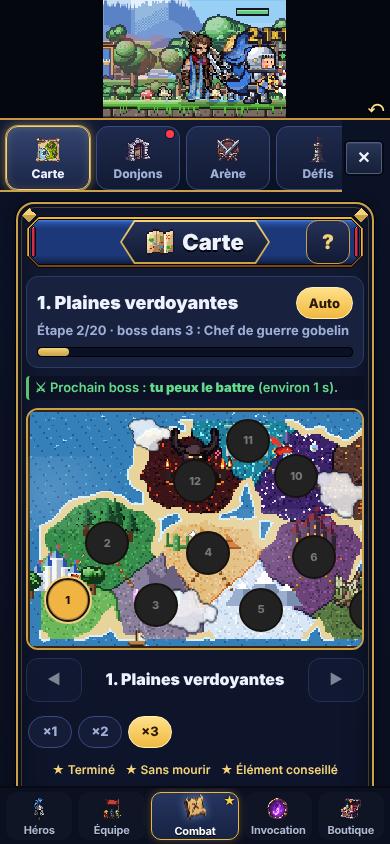 Carte
Donjons
Arène
Défis
×
Carte
?
1. Plaines verdoyantes
Auto
Étape 2/20 · boss dans 3 : Chef de guerre gobelin
⚔ Prochain boss : tu peux le battre (environ 1 s).
11
12
10
2
4
6
1
3
5
◀ 1. Plaines verdoyantes ▶
×1 ×2 ×3
★ Terminé ★ Sans mourir ★ Élément conseillé
Héros
Équipe
Combat
Invocation
Boutique